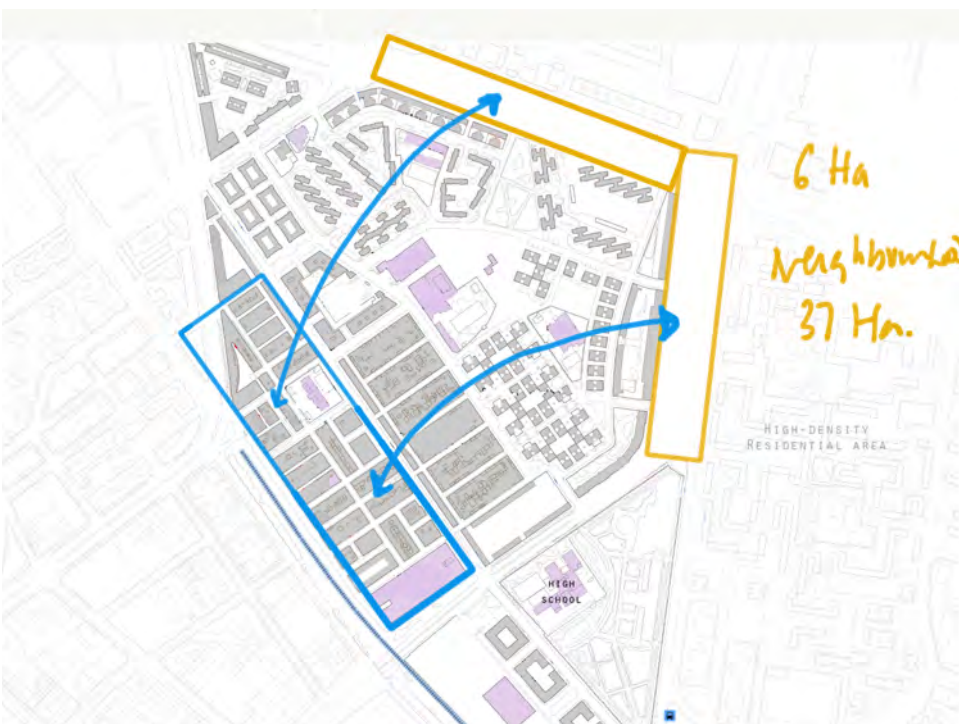 6 Ha
37 Ha.
HIGH-DENSITY
RESIDENTIAL AREA
HIGH
SCHOOL